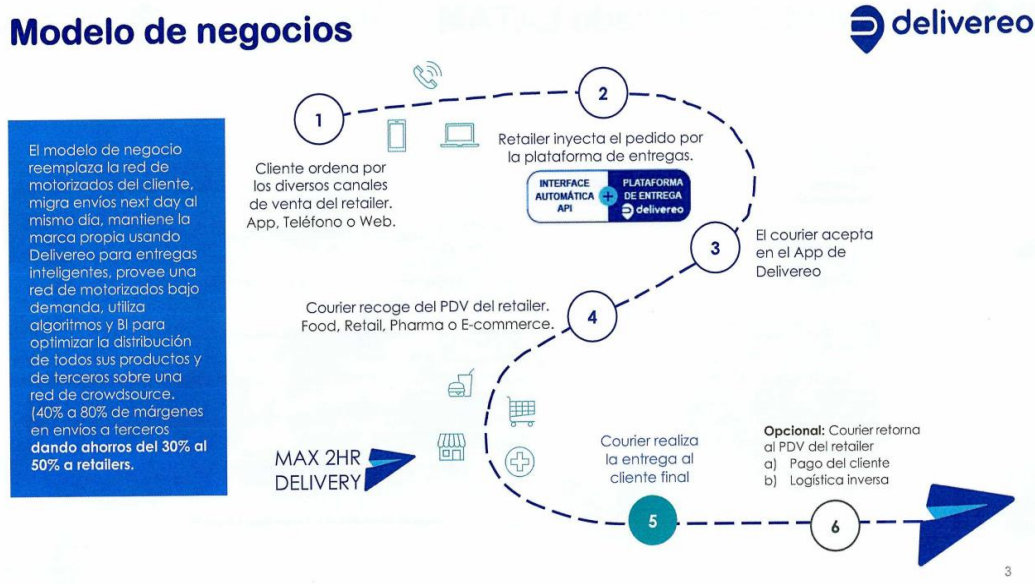 Modelo de negocios
delivereo
El modelo de negocio
reemplaza la red de
motorizados del cliente,
migra envíos next day al
mismo día, mantiene la
marca propia usando
Delivereo para entregas
inteligentes, provee una
red de motorizados bajo
demanda, utiliza
algoritmos y BI para
optimizar la distribución
de todos sus productos y
de terceros sobre una
red de crowdsource.
(40% a 80% de márgenes
en envíos a terceros
dando ahorros del 30% al
50% a retailers.
1
Cliente ordena por
los diversos canales
de venta del retailer.
App, Teléfono o Web.
2
Retailer inyecta el pedido por
la plataforma de entregas.
INTERFACE
AUTOMÁTICA
API
+
PLATAFORMA
DE ENTREGA
delivereo
3
El courier acepta
en el App de
Delivereo
4
Courier recoge del PDV del retailer.
Food, Retail, Pharma o E-commerce.
MAX 2HR
DELIVERY
Courier realiza
la entrega al
cliente final
5
Opcional: Courier retorna
al PDV del retailer
a) Pago del cliente
b) Logística inversa
6
3